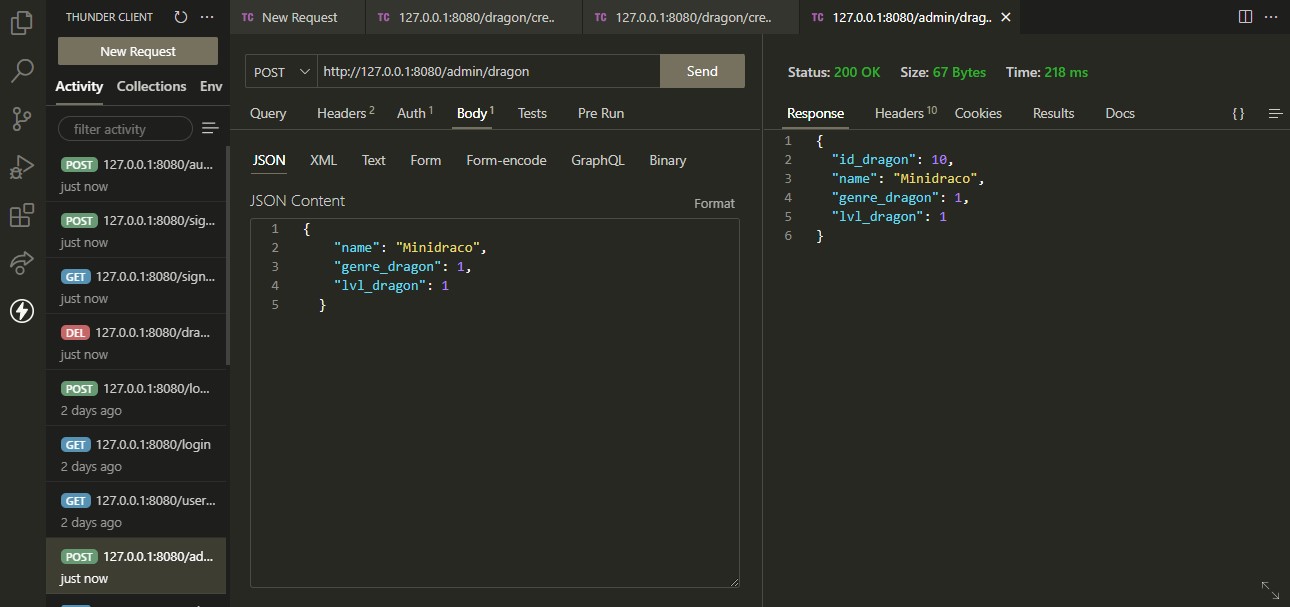 THUNDER CLIENT
New Request
Activity Collections Env
filter activity
POST 127.0.0.1:8080/au...
just now
POST 127.0.0.1:8080/sig...
just now
GET 127.0.0.1:8080/sign...
just now
DEL 127.0.0.1:8080/dra...
just now
POST 127.0.0.1:8080/lo...
2 days ago
GET 127.0.0.1:8080/login
2 days ago
GET 127.0.0.1:8080/user...
2 days ago
POST 127.0.0.1:8080/ad...
just now
TC New Request TC 127.0.0.1:8080/dragon/cre.. TC 127.0.0.1:8080/dragon/cre.. TC 127.0.0.1:8080/admin/drag..
POST http://127.0.0.1:8080/admin/dragon Send
Query Headers 2 Auth 1 Body 1 Tests Pre Run
JSON XML Text Form Form-encode GraphQL Binary
JSON Content Format
1 {
2 "name": "Minidraco",
3 "genre_dragon": 1,
4 "lvl_dragon": 1
5 }
Status: 200 OK Size: 67 Bytes Time: 218 ms
Response Headers 10 Cookies Results Docs { }
1 {
2 "id_dragon": 10,
3 "name": "Minidraco",
4 "genre_dragon": 1,
5 "lvl_dragon": 1
6 }